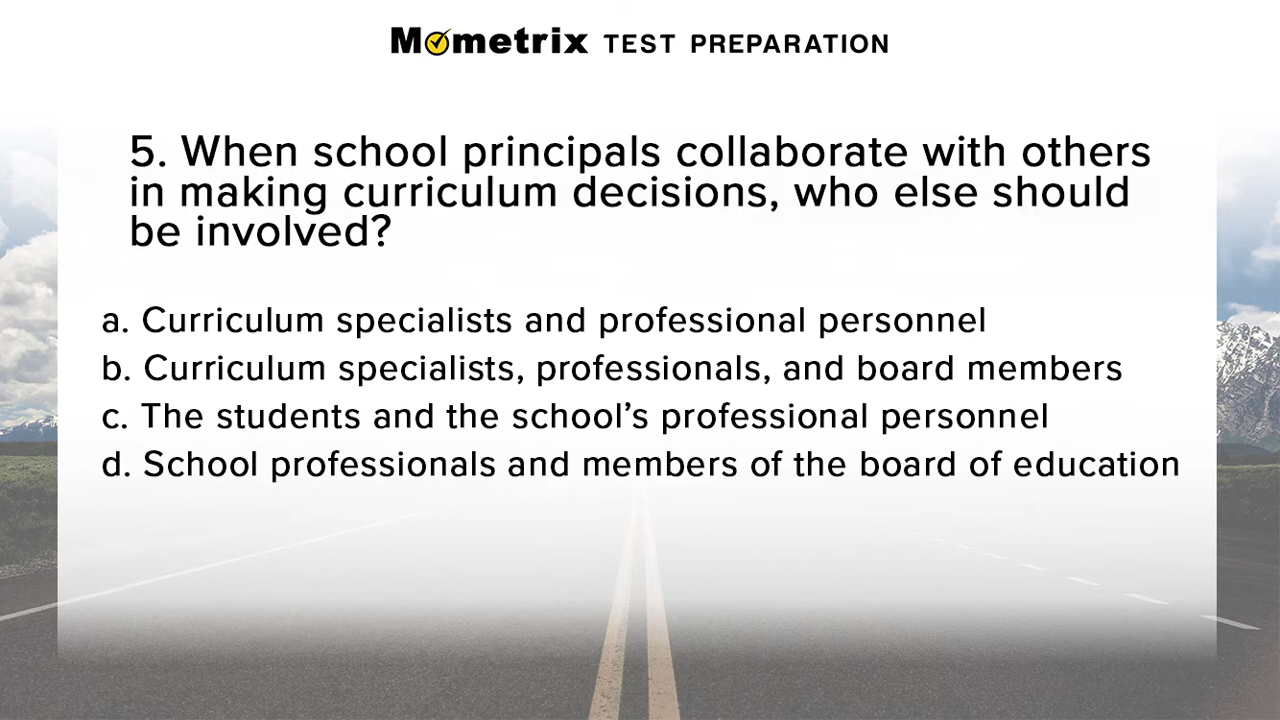 Mometrix TEST PREPARATION
5. When school principals collaborate with others
in making curriculum decisions, who else should
be involved?
a. Curriculum specialists and professional personnel
b. Curriculum specialists, professionals, and board members
c. The students and the school’s professional personnel
d. School professionals and members of the board of education